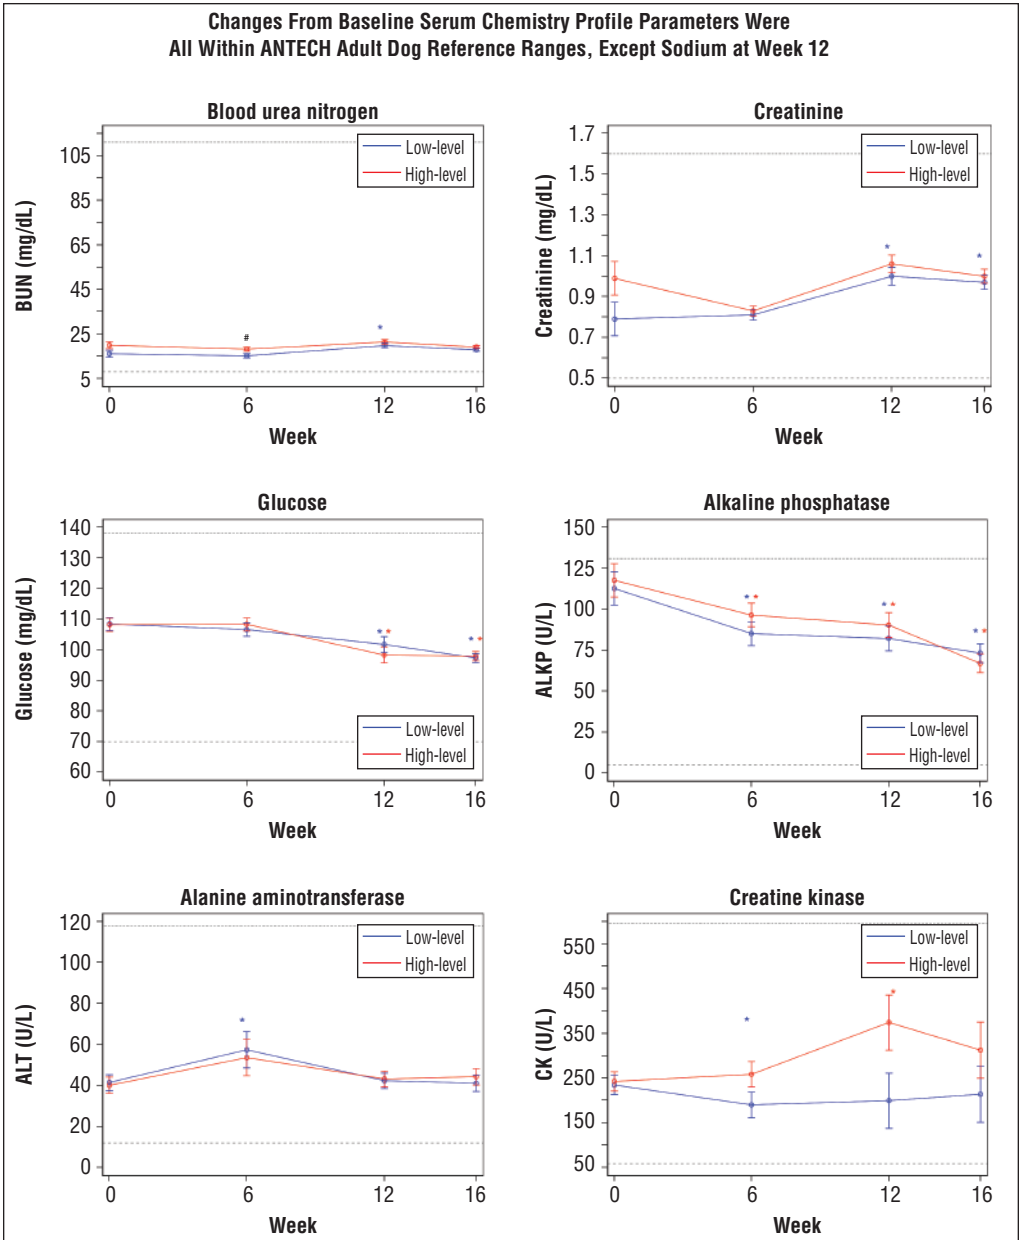 Changes From Baseline Serum Chemistry Profile Parameters Were
All Within ANTECH Adult Dog Reference Ranges, Except Sodium at Week 12
Blood urea nitrogen
BUN (mg/dL)
105
85
65
45
25
5
Low-level
High-level
#
*
0 6 12 16
Week
Creatinine
Creatinine (mg/dL)
1.7
1.5
1.3
1.1
0.9
0.7
0.5
Low-level
High-level
*
*
0 6 12 16
Week
Glucose
Glucose (mg/dL)
140
130
120
110
100
90
80
70
60
* *
* *
Low-level
High-level
0 6 12 16
Week
Alkaline phosphatase
ALKP (U/L)
150
125
100
75
50
25
0
* *
* *
* *
Low-level
High-level
0 6 12 16
Week
Alanine aminotransferase
ALT (U/L)
120
100
80
60
40
20
0
Low-level
High-level
*
0 6 12 16
Week
Creatine kinase
CK (U/L)
550
450
350
250
150
50
Low-level
High-level
*
*
0 6 12 16
Week